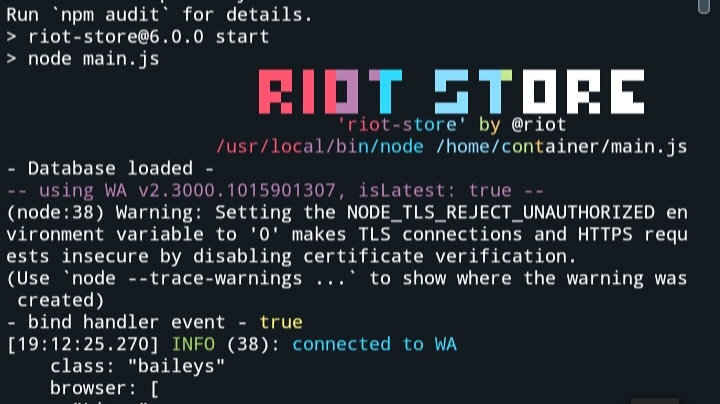 Run `npm audit` for details.
> riot-store@6.0.0 start
> node main.js
RIOT STORE
'riot-store' by @riot
/usr/local/bin/node /home/container/main.js
- Database loaded -
-- using WA v2.3000.1015901307, isLatest: true --
(node:38) Warning: Setting the NODE_TLS_REJECT_UNAUTHORIZED en
vironment variable to '0' makes TLS connections and HTTPS requ
ests insecure by disabling certificate verification.
(Use `node --trace-warnings ...` to show where the warning was
created)
- bind handler event - true
[19:12:25.270] INFO (38): connected to WA
class: "baileys"
browser: [